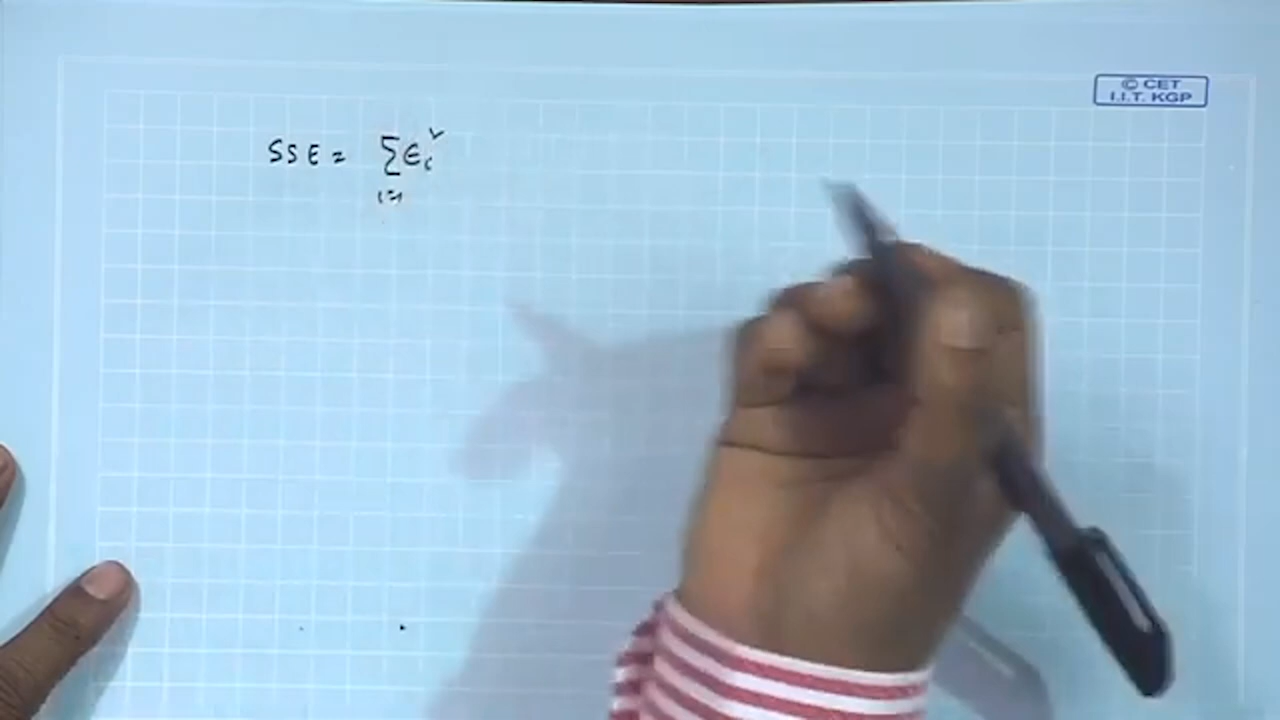 © CET
I.I.T. KGP
SSE = ∑ϵᵢ²
i=1